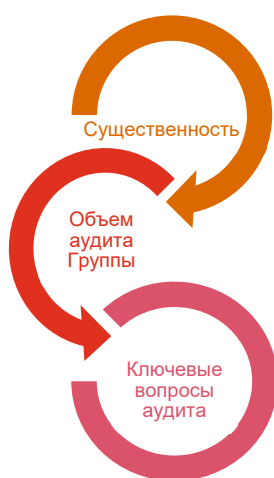 Существенность
Объем
аудита
Группы
Ключевые
вопросы
аудита